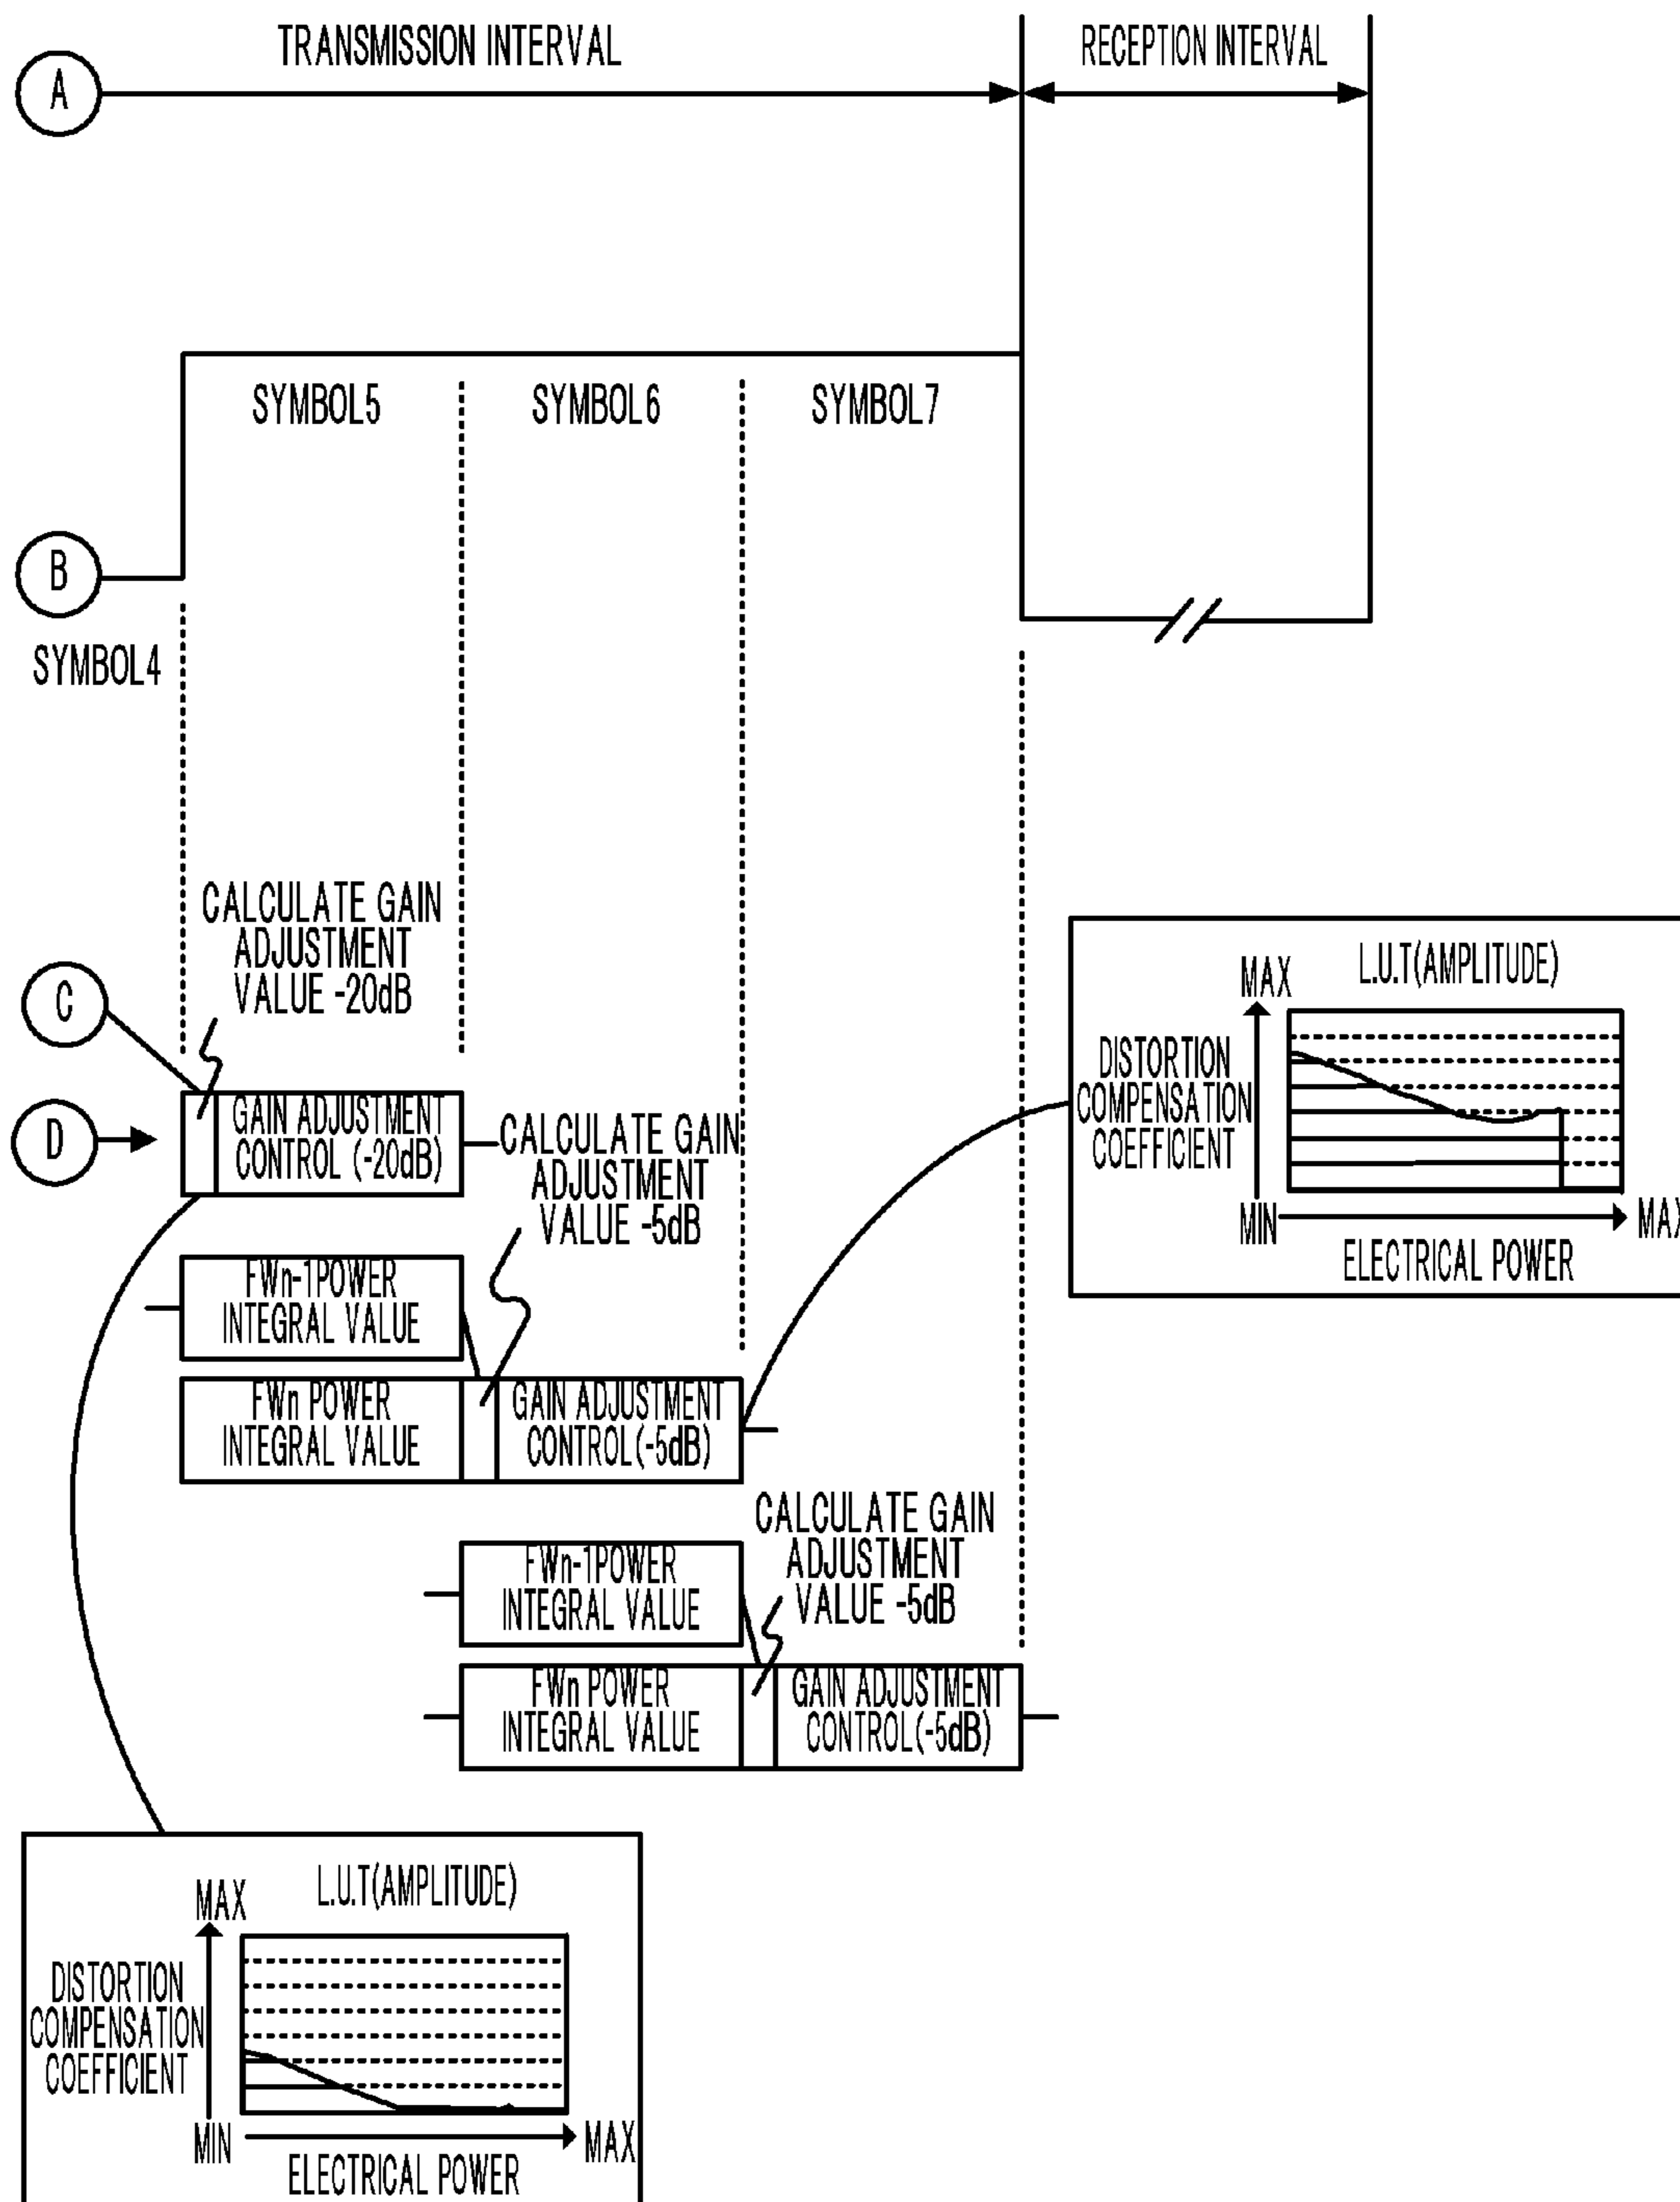 TRANSMISSION INTERVAL
RECEPTION INTERVAL
A
SYMBOL5
SYMBOL6
SYMBOL7
B
SYMBOL4
CALCULATE GAIN
ADJUSTMENT
VALUE -20dB
C
GAIN ADJUSTMENT
CONTROL (-20dB)
D
CALCULATE GAIN
ADJUSTMENT
VALUE -5dB
L.U.T(AMPLITUDE)
MAX
DISTORTION
COMPENSATION
COEFFICIENT
MIN
MAX
ELECTRICAL POWER
FWn-1POWER
INTEGRAL VALUE
FWn POWER
INTEGRAL VALUE
GAIN ADJUSTMENT
CONTROL(-5dB)
CALCULATE GAIN
ADJUSTMENT
VALUE -5dB
FWn-1POWER
INTEGRAL VALUE
FWn POWER
INTEGRAL VALUE
GAIN ADJUSTMENT
CONTROL(-5dB)
L.U.T(AMPLITUDE)
MAX
DISTORTION
COMPENSATION
COEFFICIENT
MIN
MAX
ELECTRICAL POWER